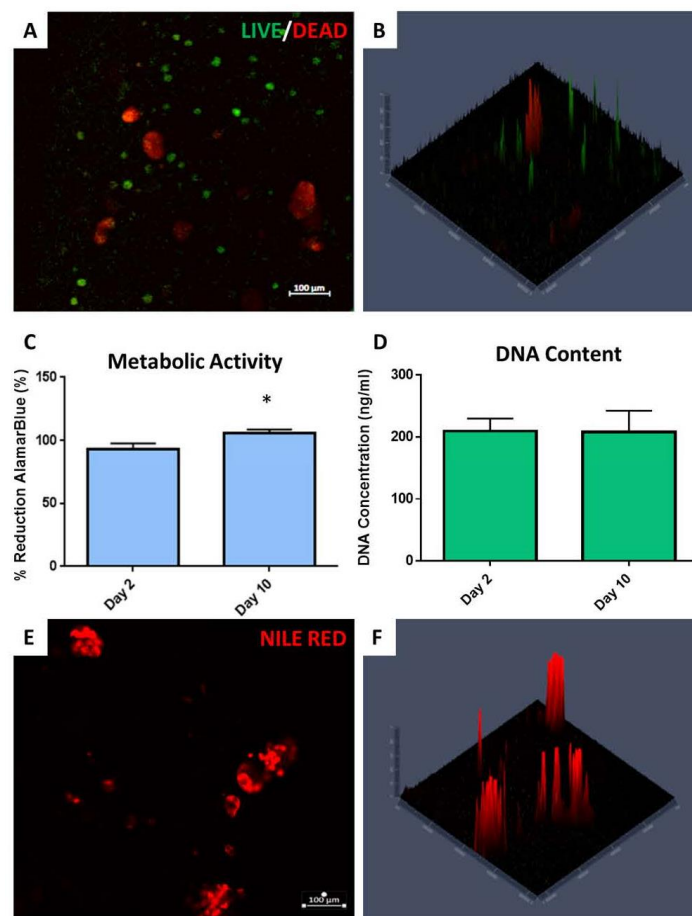 A
LIVE/DEAD
100 µm
B
C
Metabolic Activity
% Reduction AlamarBlue (%)
150
100
50
0
*
Day 2
Day 10
D
DNA Content
DNA Concentration (ng/ml)
300
200
100
0
Day 2
Day 10
E
NILE RED
100 µm
F